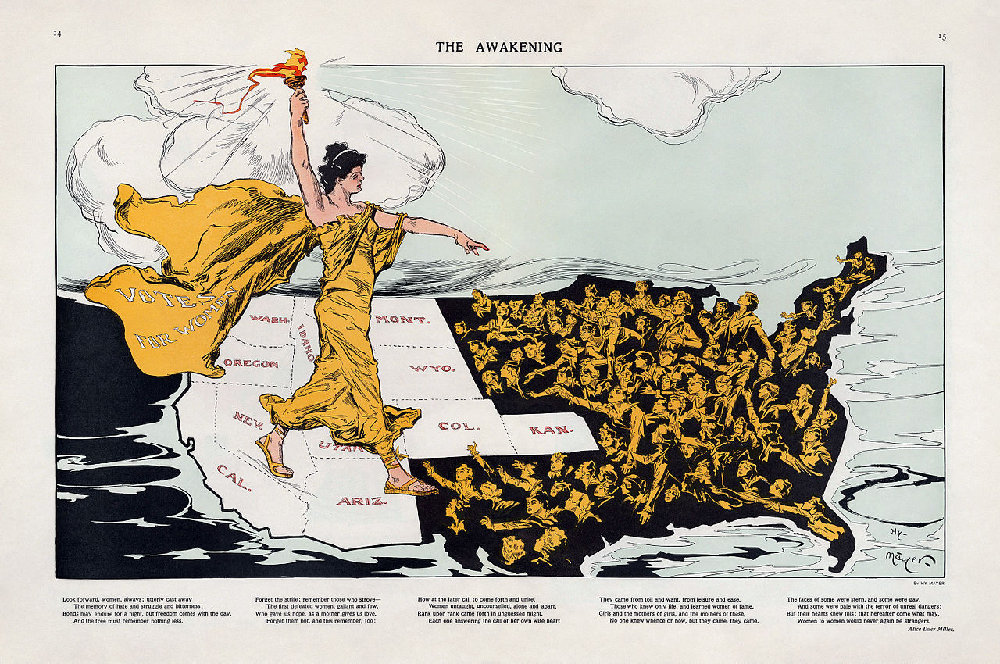 14
15
THE AWAKENING
VOTES
FOR WOMEN
WASH.
IDAHO
MONT.
OREGON
WYO.
NEV.
UTAH
COL.
KAN.
CAL.
ARIZ.
Hy-
Mayer
BY HY MAYER
Look forward, women, always; utterly cast away
The memory of hate and struggle and bitterness;
Bonds may endure for a night, but freedom comes with the day,
And the free must remember nothing less.
Forget the strife; remember those who strove—
The first defeated women, gallant and few,
Who gave us hope, as a mother gives us love,
Forget them not, and this remember, too:
How at the later call to come forth and unite,
Women untaught, uncounselled, alone and apart,
Rank upon rank came forth in unguessed might,
Each one answering the call of her own wise heart
They came from toil and want, from leisure and ease,
Those who knew only life, and learned women of fame,
Girls and the mothers of girls, and the mothers of these,
No one knew whence or how, but they came, they came.
The faces of some were stern, and some were gay,
And some were pale with the terror of unreal dangers;
But their hearts knew this: that hereafter come what may,
Women to women would never again be strangers.
Alice Duer Miller.